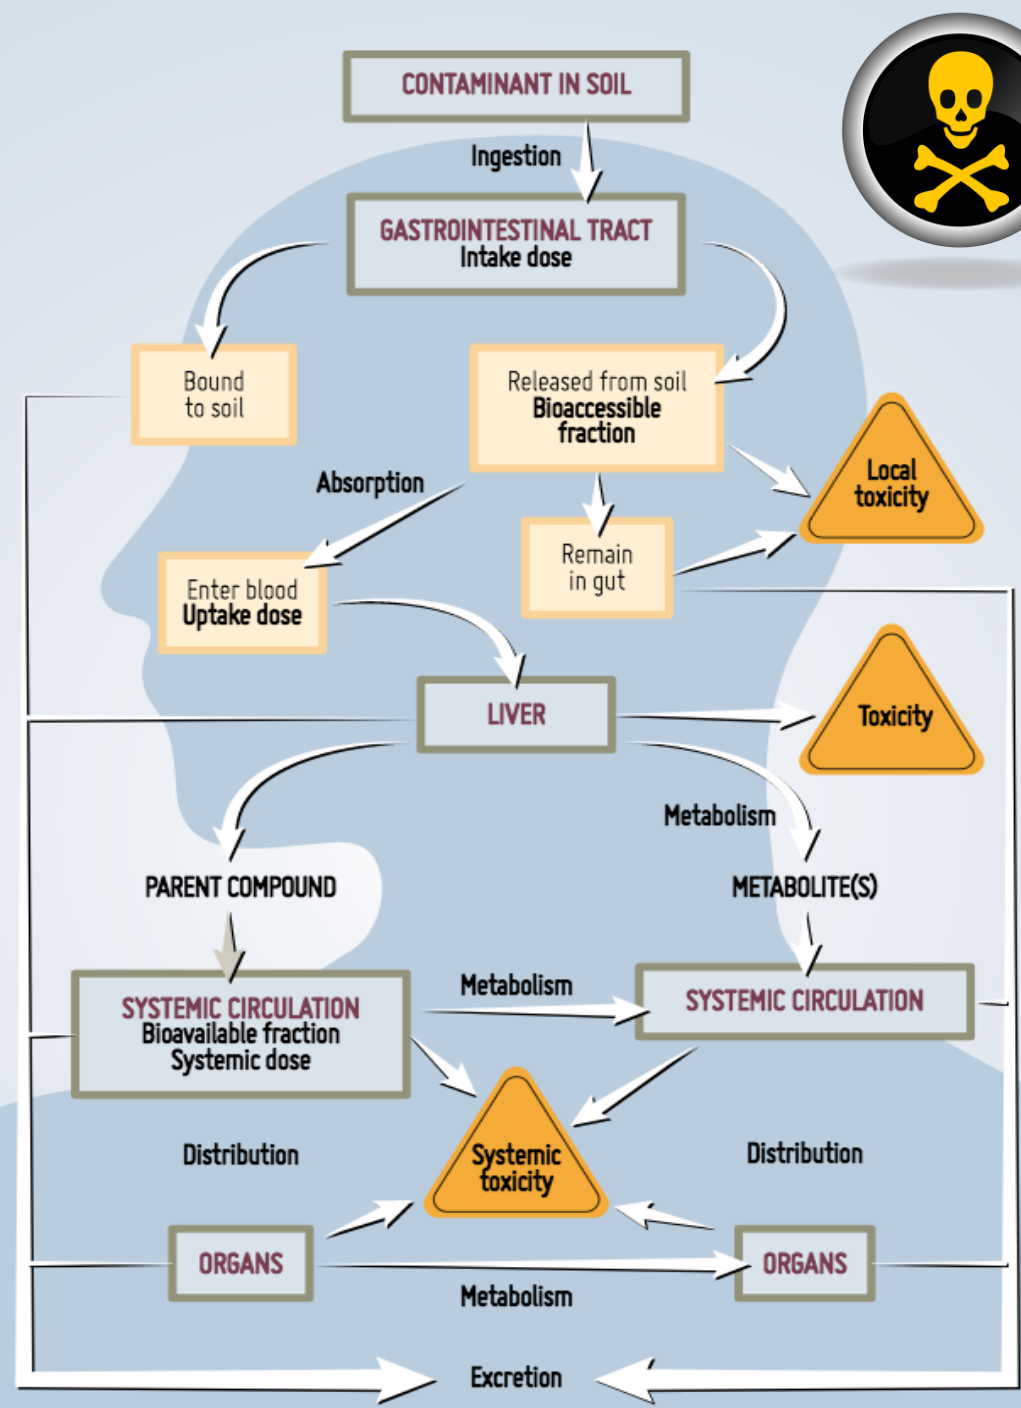 CONTAMINANT IN SOIL
Ingestion
GASTROINTESTINAL TRACT
Intake dose
Bound
to soil
Released from soil
Bioaccessible
fraction
Local
toxicity
Absorption
Remain
in gut
Enter blood
Uptake dose
LIVER
Toxicity
Metabolism
PARENT COMPOUND
METABOLITE(S)
SYSTEMIC CIRCULATION
Bioavailable fraction
Systemic dose
Metabolism
SYSTEMIC CIRCULATION
Distribution
Systemic
toxicity
Distribution
ORGANS
ORGANS
Metabolism
Excretion